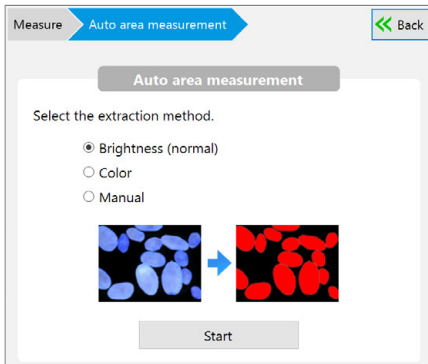 Measure
Auto area measurement
Back
Auto area measurement
Select the extraction method.
Brightness (normal)
Color
Manual
Start